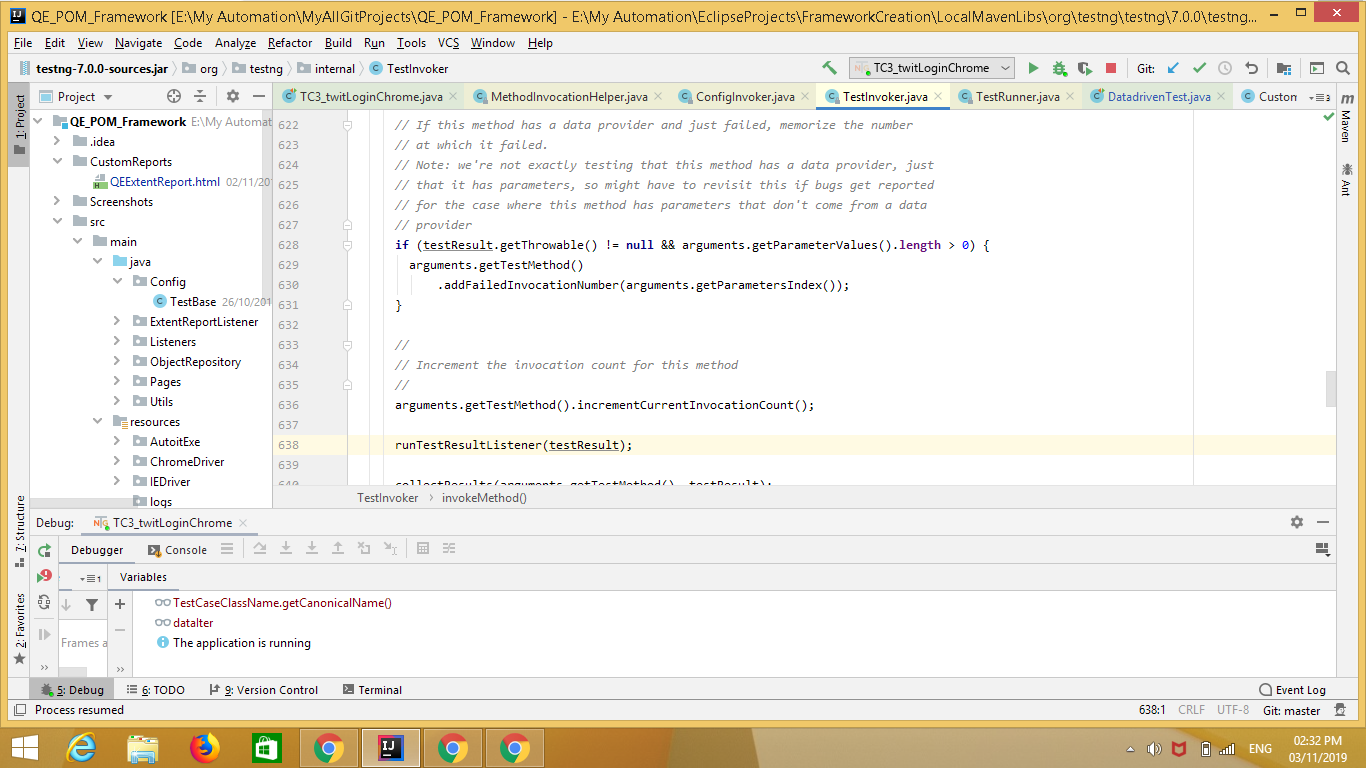 QE_POM_Framework [E:\My Automation\MyAllGitProjects\QE_POM_Framework] - E:\My Automation\EclipseProjects\FrameworkCreation\LocalMavenLibs\org\testng\testng\7.0.0\testng...
File Edit View Navigate Code Analyze Refactor Build Run Tools VCS Window Help
testng-7.0.0-sources.jar org testng internal TestInvoker TC3_twitLoginChrome Git:
Project TC3_twitLoginChrome.java MethodInvocationHelper.java ConfigInvoker.java TestInvoker.java TestRunner.java DatadrivenTest.java Custom
1: Project
7: Structure
2: Favorites
Maven
Ant
QE_POM_Framework E:\My Automat
.idea
CustomReports
QEExtentReport.html 02/11/201
Screenshots
src
main
java
Config
TestBase 26/10/201
ExtentReportListener
Listeners
ObjectRepository
Pages
Utils
resources
AutoitExe
ChromeDriver
IEDriver
logs
622 // If this method has a data provider and just failed, memorize the number
623 // at which it failed.
624 // Note: we're not exactly testing that this method has a data provider, just
625 // that it has parameters, so might have to revisit this if bugs get reported
626 // for the case where this method has parameters that don't come from a data
627 // provider
628 if (testResult.getThrowable() != null && arguments.getParameterValues().length > 0) {
629 arguments.getTestMethod()
630 .addFailedInvocationNumber(arguments.getParametersIndex());
631 }
632
633 //
634 // Increment the invocation count for this method
635 //
636 arguments.getTestMethod().incrementCurrentInvocationCount();
637
638 runTestResultListener(testResult);
639
640 collectResults(arguments.getTestMethod(), testResult);
TestInvoker invokeMethod()
Debug: TC3_twitLoginChrome
Debugger Console
Variables
TestCaseClassName.getCanonicalName()
dataIter
Frames a The application is running
5: Debug 6: TODO 9: Version Control Terminal Event Log
Process resumed 638:1 CRLF UTF-8 Git: master
ENG 02:32 PM
03/11/2019